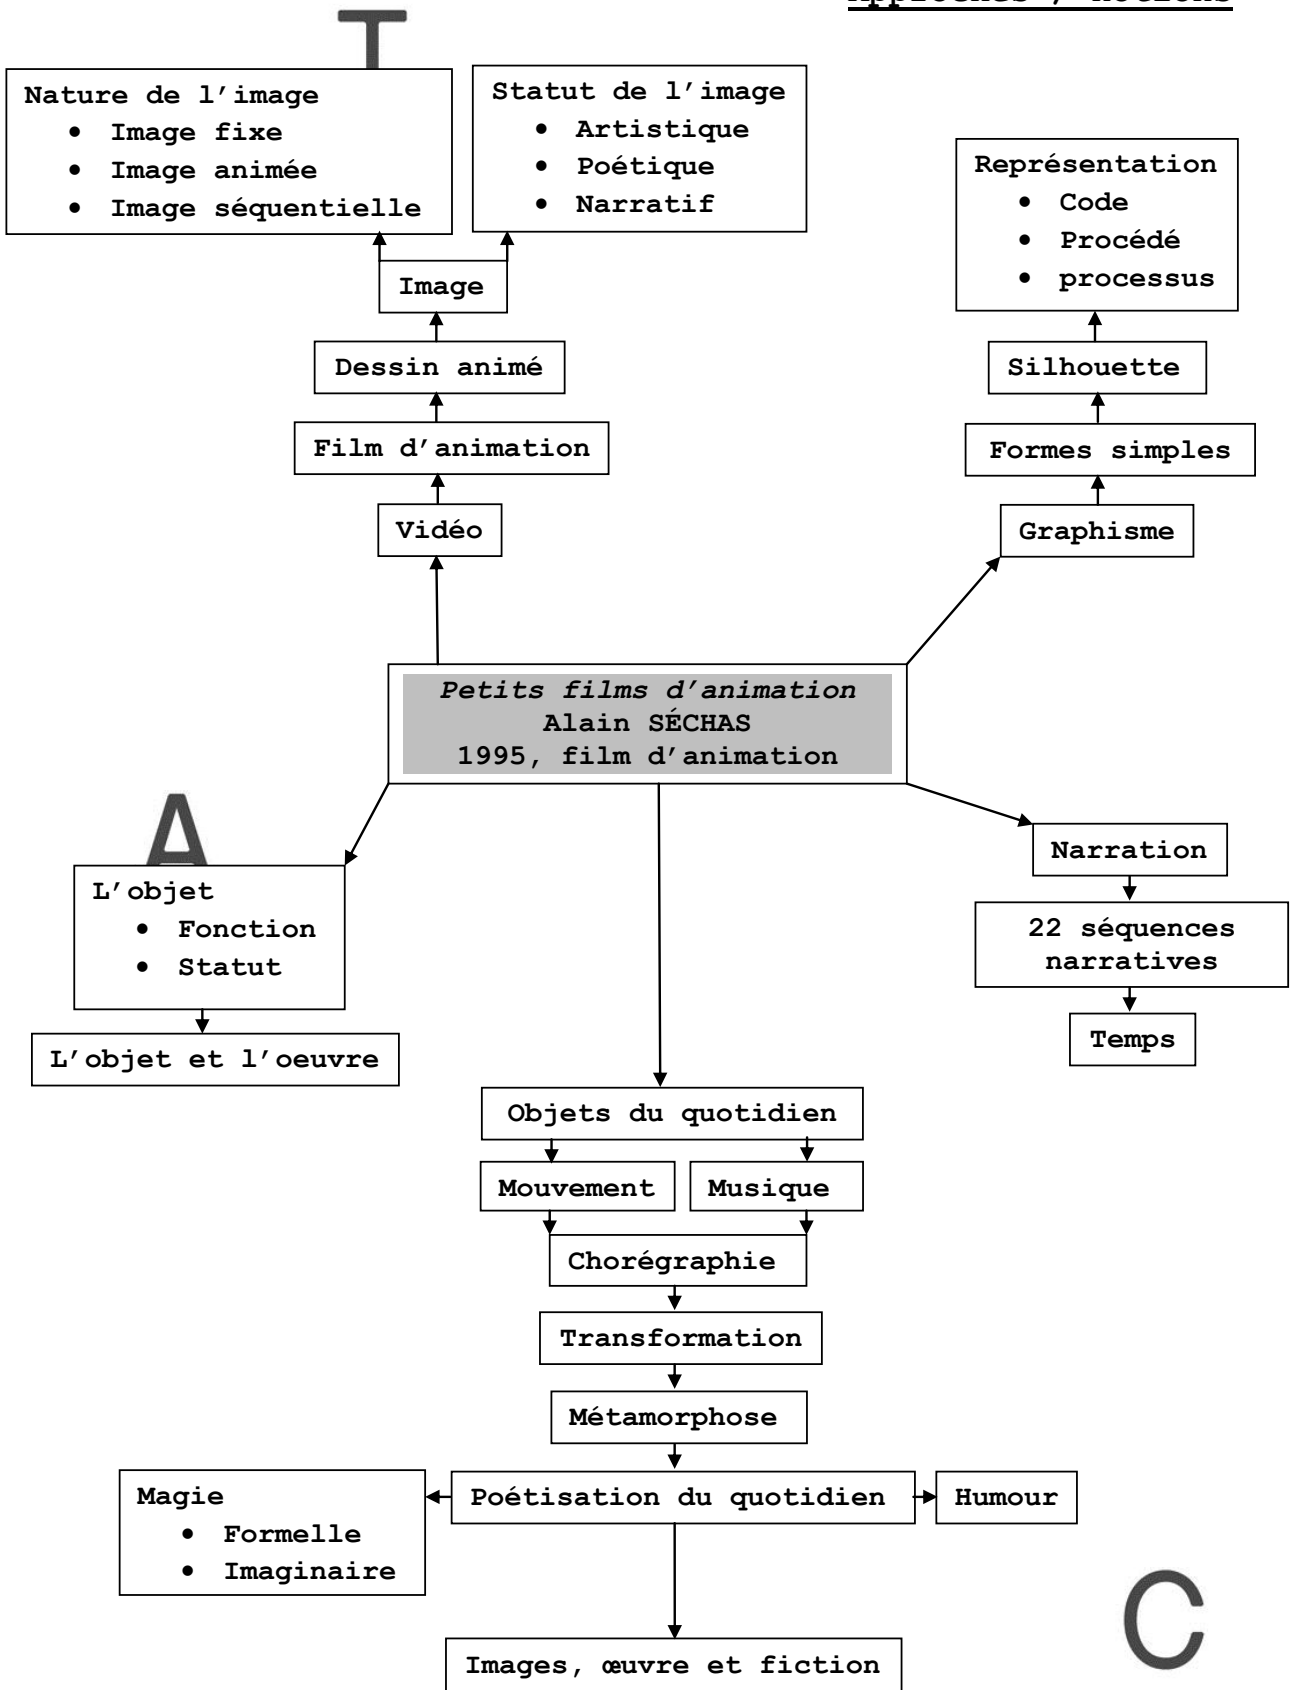 Approches / Notions
T
Nature de l'image
• Image fixe
• Image animée
• Image séquentielle
Statut de l'image
• Artistique
• Poétique
• Narratif
Représentation
• Code
• Procédé
• processus
Image
Dessin animé
Silhouette
Film d'animation
Formes simples
Vidéo
Graphisme
Petits films d'animation
Alain SÉCHAS
1995, film d'animation
A
L'objet
• Fonction
• Statut
L'objet et l'oeuvre
Narration
22 séquences
narratives
Temps
Objets du quotidien
Mouvement
Musique
Chorégraphie
Transformation
Métamorphose
Magie
• Formelle
• Imaginaire
Poétisation du quotidien
Humour
C
Images, œuvre et fiction